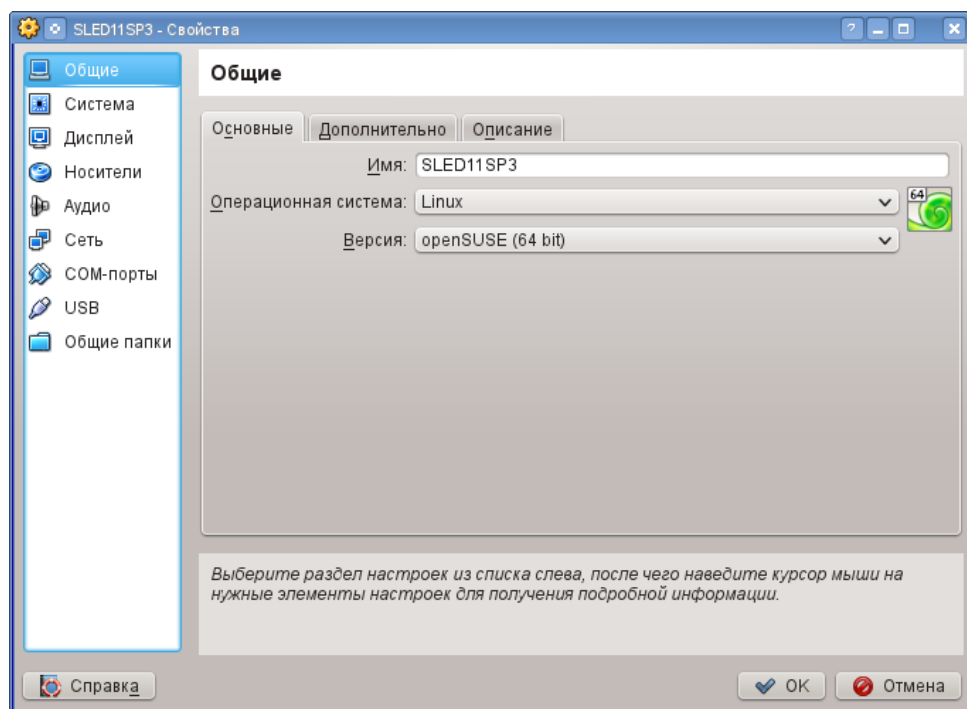 SLED11SP3 - Свойства
Общие
Система
Дисплей
Носители
Аудио
Сеть
COM-порты
USB
Общие папки
Общие
Основные Дополнительно Описание
Имя: SLED11SP3
Операционная система: Linux
64
Версия: openSUSE (64 bit)
Выберите раздел настроек из списка слева, после чего наведите курсор мыши на
нужные элементы настроек для получения подробной информации.
Справка OK Отмена